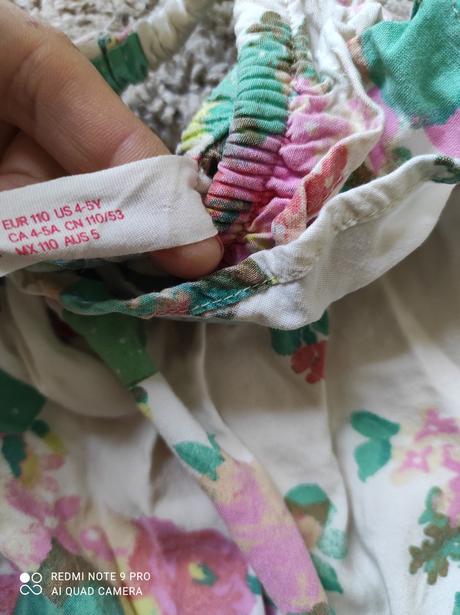 EUR 110 US 4-5Y
CA 4-5A CN 110/53
MX 110 AUS 5
REDMI NOTE 9 PRO
AI QUAD CAMERA